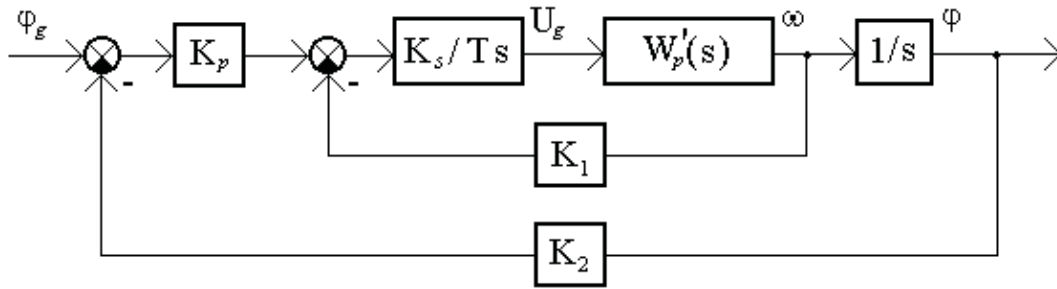 φg
Kp
Ks/Ts
Ug
W'p(s)
ω
1/s
φ
-
-
K1
K2